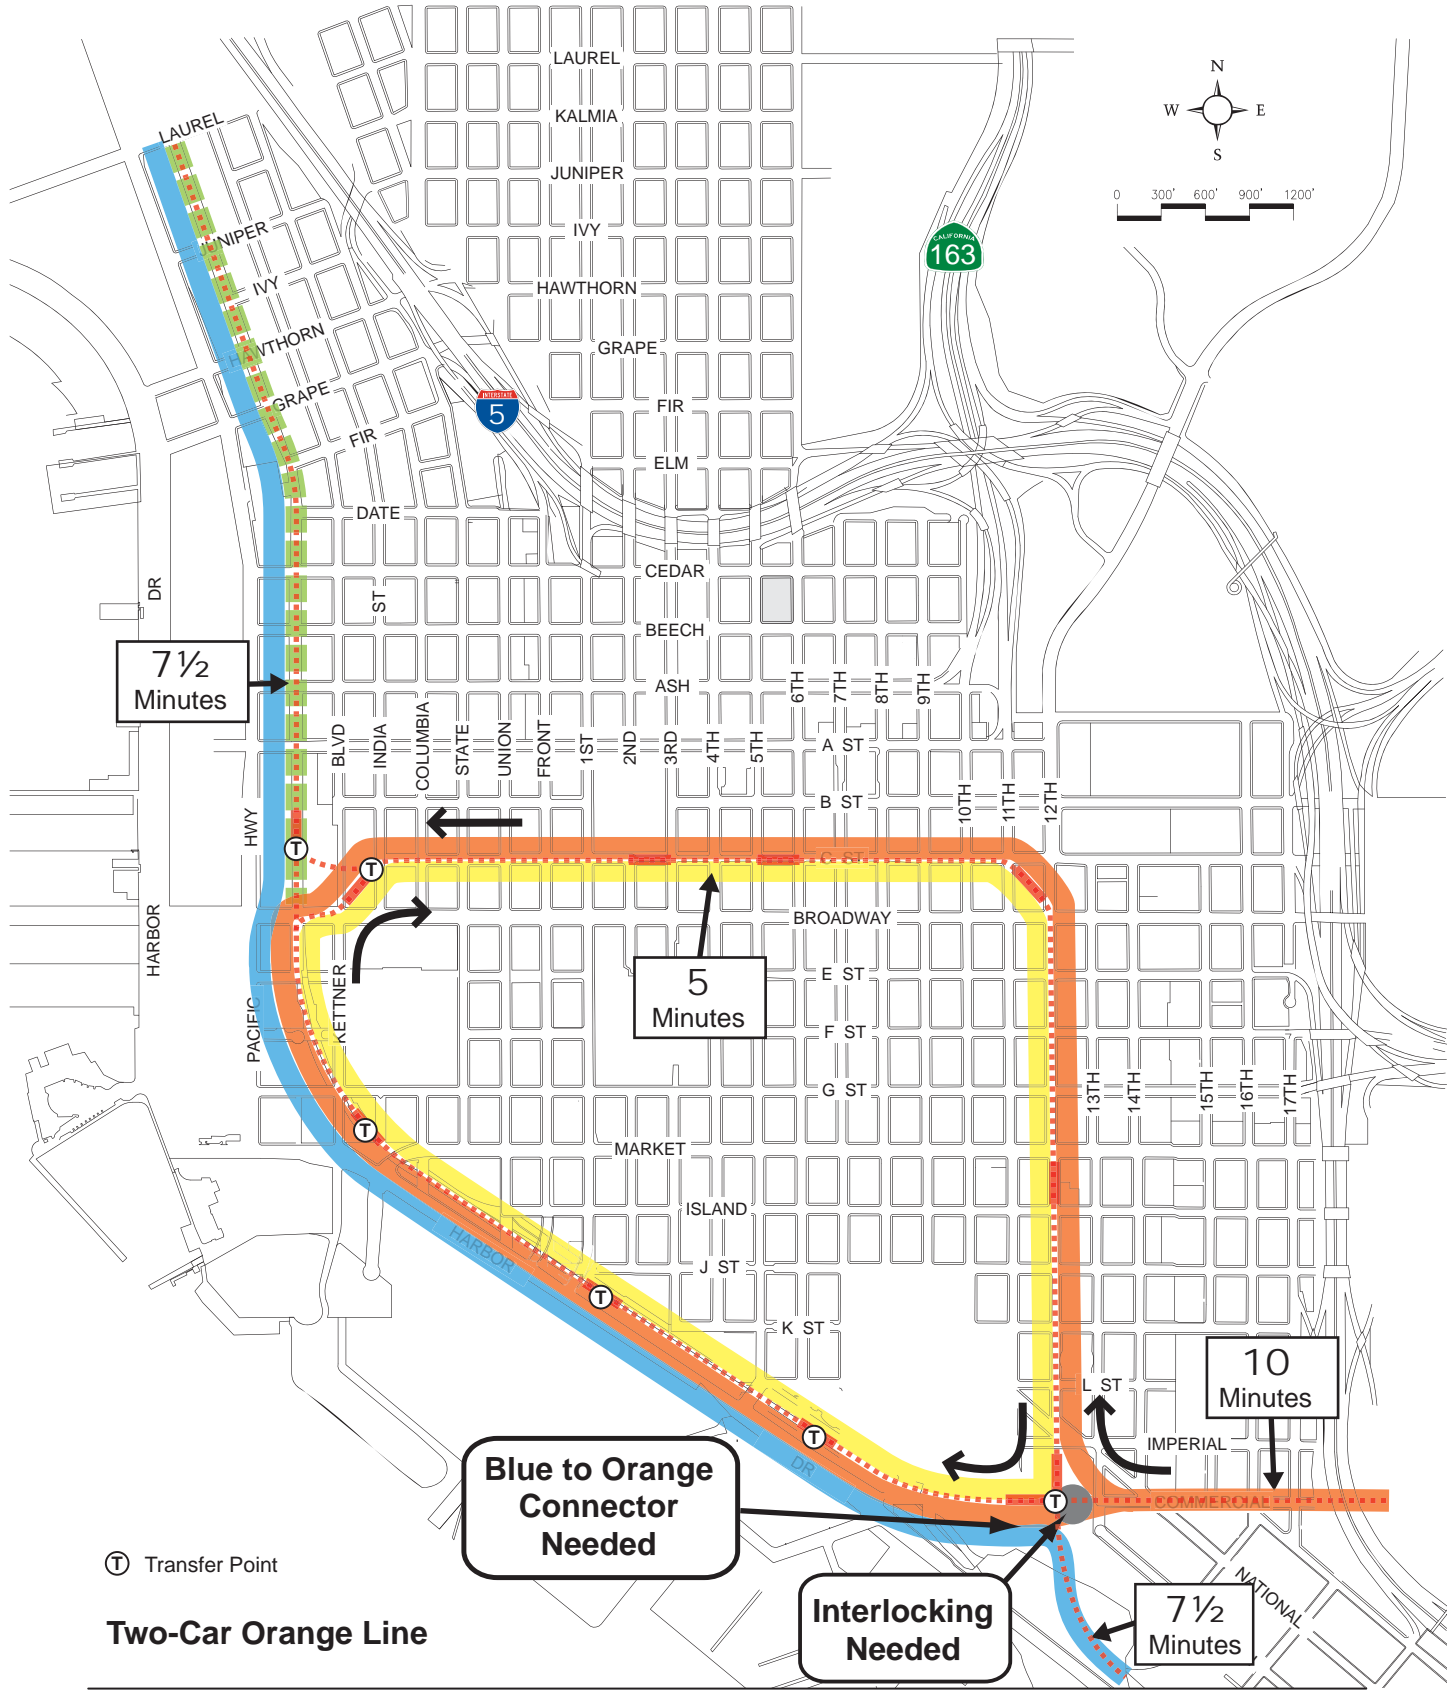 LAUREL
KALMIA
JUNIPER
IVY
HAWTHORN
GRAPE
FIR
ELM
CEDAR
BEECH
ASH
N
W E
S
0 300' 600' 900' 1200'
CALIFORNIA
163
INTERSTATE
5
LAUREL
JUNIPER
IVY
HAWTHORN
GRAPE
FIR
DATE
ST
DR
7½
Minutes
BLVD
INDIA
COLUMBIA
STATE
UNION
FRONT
1ST
2ND
3RD
4TH
5TH
6TH
7TH
8TH
9TH
10TH
11TH
12TH
A ST
B ST
C ST
HWY
T
T
BROADWAY
HARBOR
PACIFIC
KETTNER
5
Minutes
E ST
F ST
G ST
13TH
14TH
15TH
16TH
17TH
T
MARKET
ISLAND
HARBOR
J ST
T
K ST
L ST
10
Minutes
T
DR
IMPERIAL
COMMERCIAL
T
Blue to Orange
Connector
Needed
Interlocking
Needed
NATIONAL
7½
Minutes
T Transfer Point
Two-Car Orange Line